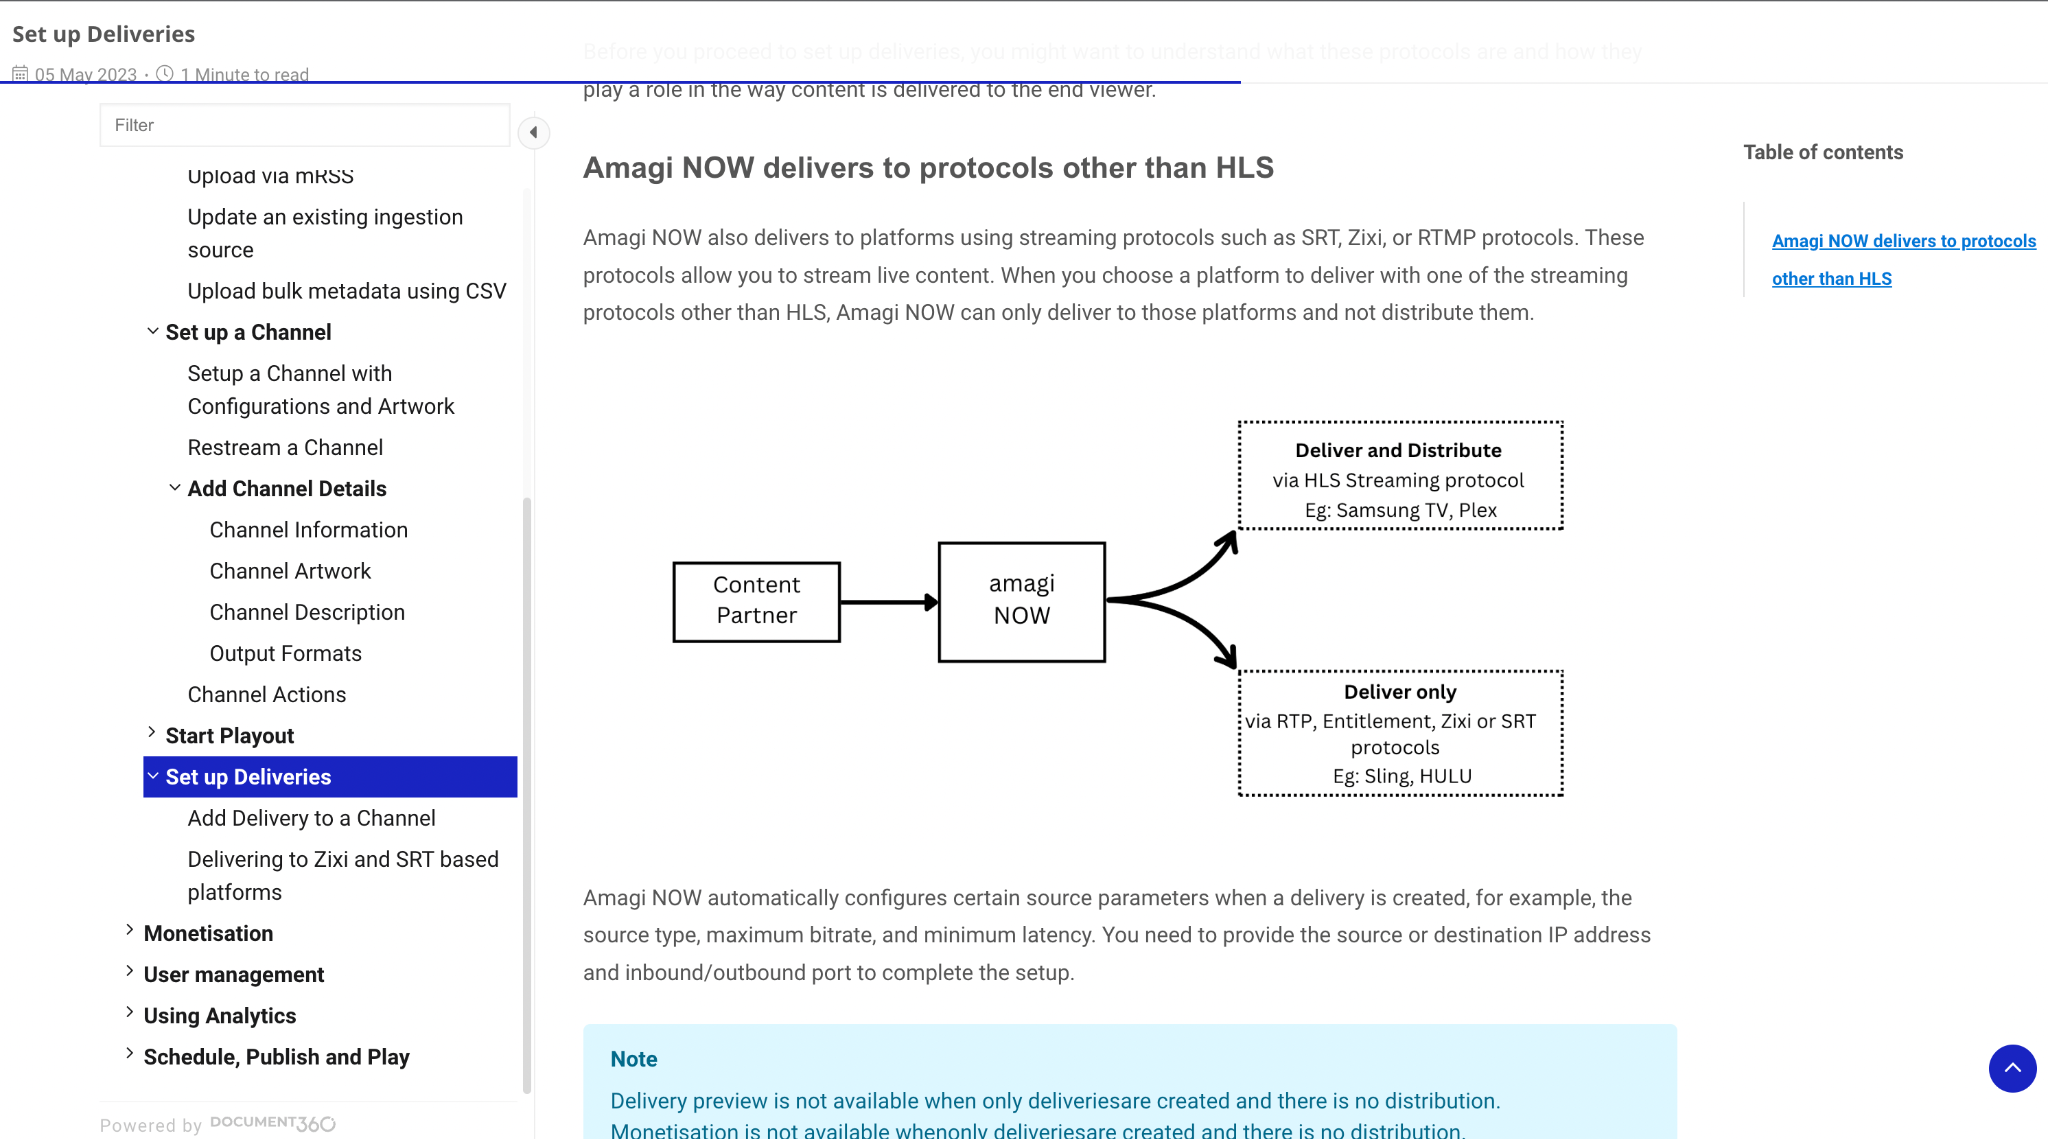 Set up Deliveries
05 May 2023 · 1 Minute to read
Before you proceed to set up deliveries, you might want to understand what these protocols are and how they
play a role in the way content is delivered to the end viewer.
Filter
Upload via mRSS
Update an existing ingestion
source
Upload bulk metadata using CSV
Set up a Channel
Setup a Channel with
Configurations and Artwork
Restream a Channel
Add Channel Details
Channel Information
Channel Artwork
Channel Description
Output Formats
Channel Actions
Start Playout
Set up Deliveries
Add Delivery to a Channel
Delivering to Zixi and SRT based
platforms
Monetisation
User management
Using Analytics
Schedule, Publish and Play
Powered by DOCUMENT360
Amagi NOW delivers to protocols other than HLS
Amagi NOW also delivers to platforms using streaming protocols such as SRT, Zixi, or RTMP protocols. These
protocols allow you to stream live content. When you choose a platform to deliver with one of the streaming
protocols other than HLS, Amagi NOW can only deliver to those platforms and not distribute them.
Content
Partner
amagi
NOW
Deliver and Distribute
via HLS Streaming protocol
Eg: Samsung TV, Plex
Deliver only
via RTP, Entitlement, Zixi or SRT
protocols
Eg: Sling, HULU
Amagi NOW automatically configures certain source parameters when a delivery is created, for example, the
source type, maximum bitrate, and minimum latency. You need to provide the source or destination IP address
and inbound/outbound port to complete the setup.
Note
Delivery preview is not available when only deliveriesare created and there is no distribution.
Monetisation is not available whenonly deliveriesare created and there is no distribution.
Table of contents
Amagi NOW delivers to protocols
other than HLS